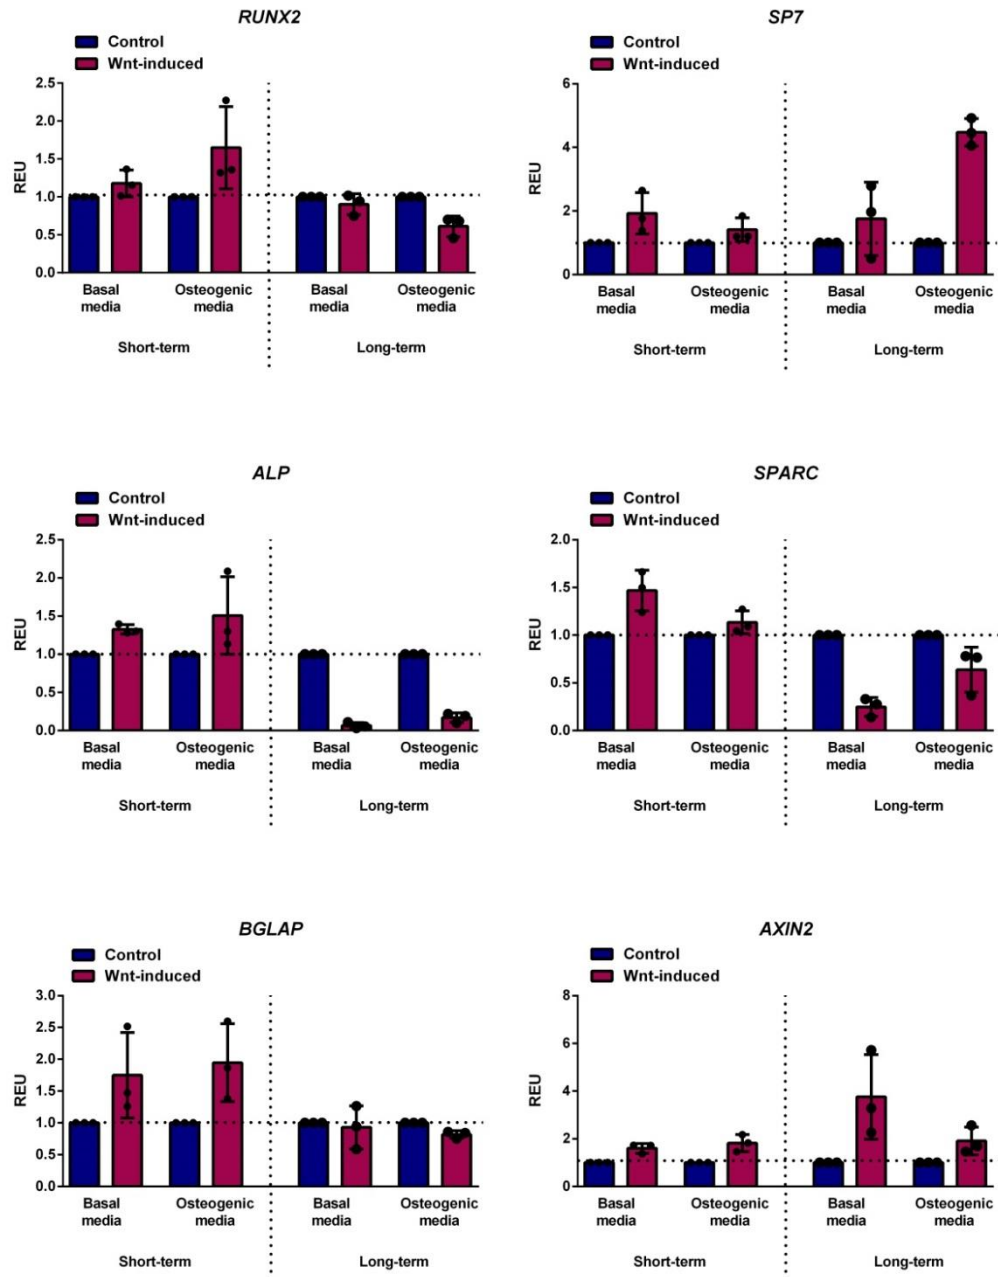 RUNX2
Control
Wnt-induced
REU
2.5
2.0
1.5
1.0
0.5
0.0
Basal media
Osteogenic media
Basal media
Osteogenic media
Short-term
Long-term
SP7
Control
Wnt-induced
REU
6
4
2
0
Basal media
Osteogenic media
Basal media
Osteogenic media
Short-term
Long-term
ALP
Control
Wnt-induced
REU
2.5
2.0
1.5
1.0
0.5
0.0
Basal media
Osteogenic media
Basal media
Osteogenic media
Short-term
Long-term
SPARC
Control
Wnt-induced
REU
2.0
1.5
1.0
0.5
0.0
Basal media
Osteogenic media
Basal media
Osteogenic media
Short-term
Long-term
BGLAP
Control
Wnt-induced
REU
3.0
2.5
2.0
1.5
1.0
0.5
0.0
Basal media
Osteogenic media
Basal media
Osteogenic media
Short-term
Long-term
AXIN2
Control
Wnt-induced
REU
8
6
4
2
0
Basal media
Osteogenic media
Basal media
Osteogenic media
Short-term
Long-term